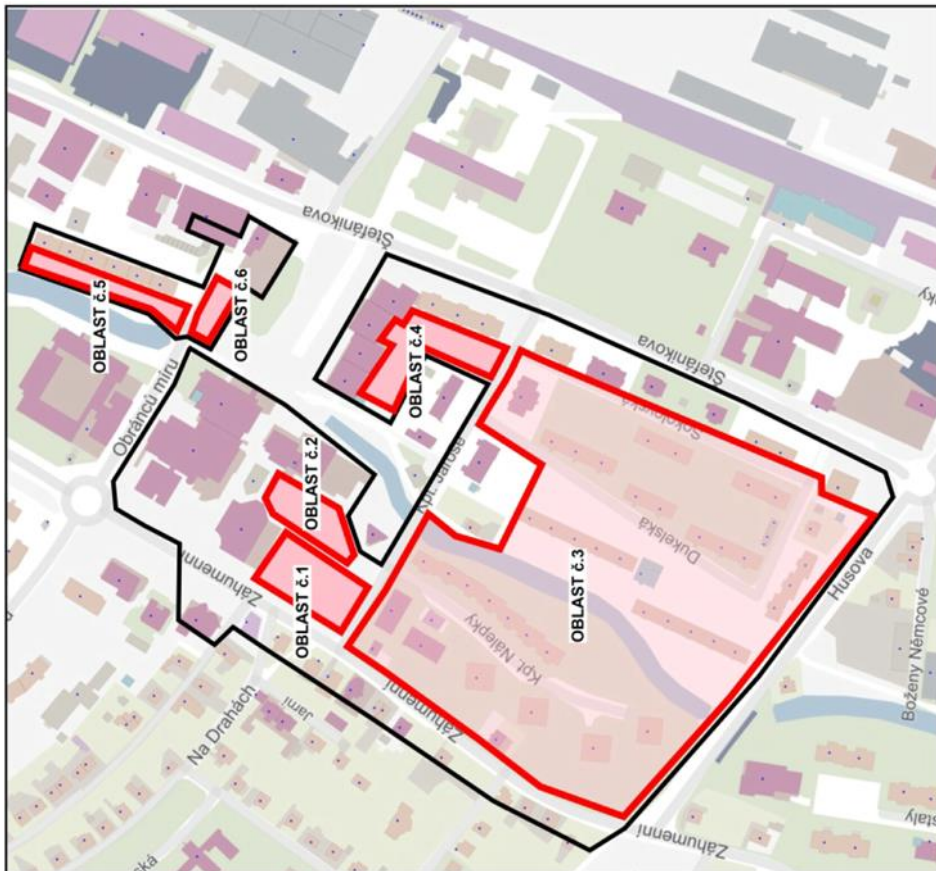 Štefánikova
OBLAST č.5
OBLAST č.6
Obránců míru
OBLAST č.4
OBLAST č.2
Štefánikova
Kpt. Jaroše
Sokolovská
Záhumenní
OBLAST č.1
Dukelská
OBLAST č.3
Husova
Kpt. Nálepky
Na Drahách
Jarní
Záhumenní
Boženy Němcové
Záhumenní